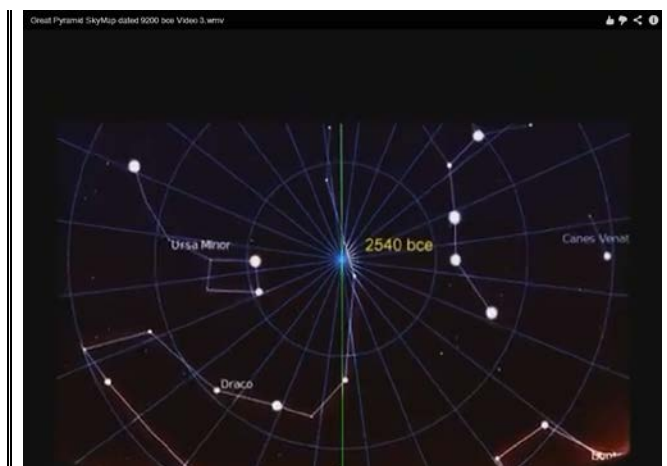 Great Pyramid SkyMap dated 9200 bce Video 3.wmv
Ursa Minor
2540 bce
Canes Venat
Draco